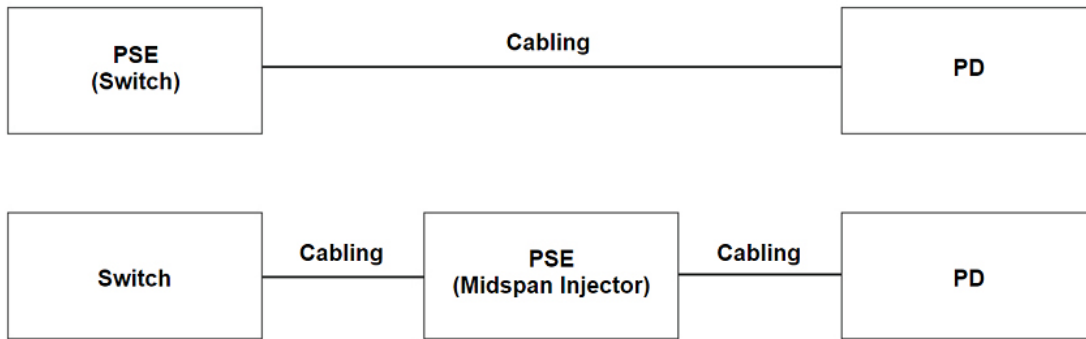 PSE
(Switch)
Cabling
PD
Switch
Cabling
PSE
(Midspan Injector)
Cabling
PD